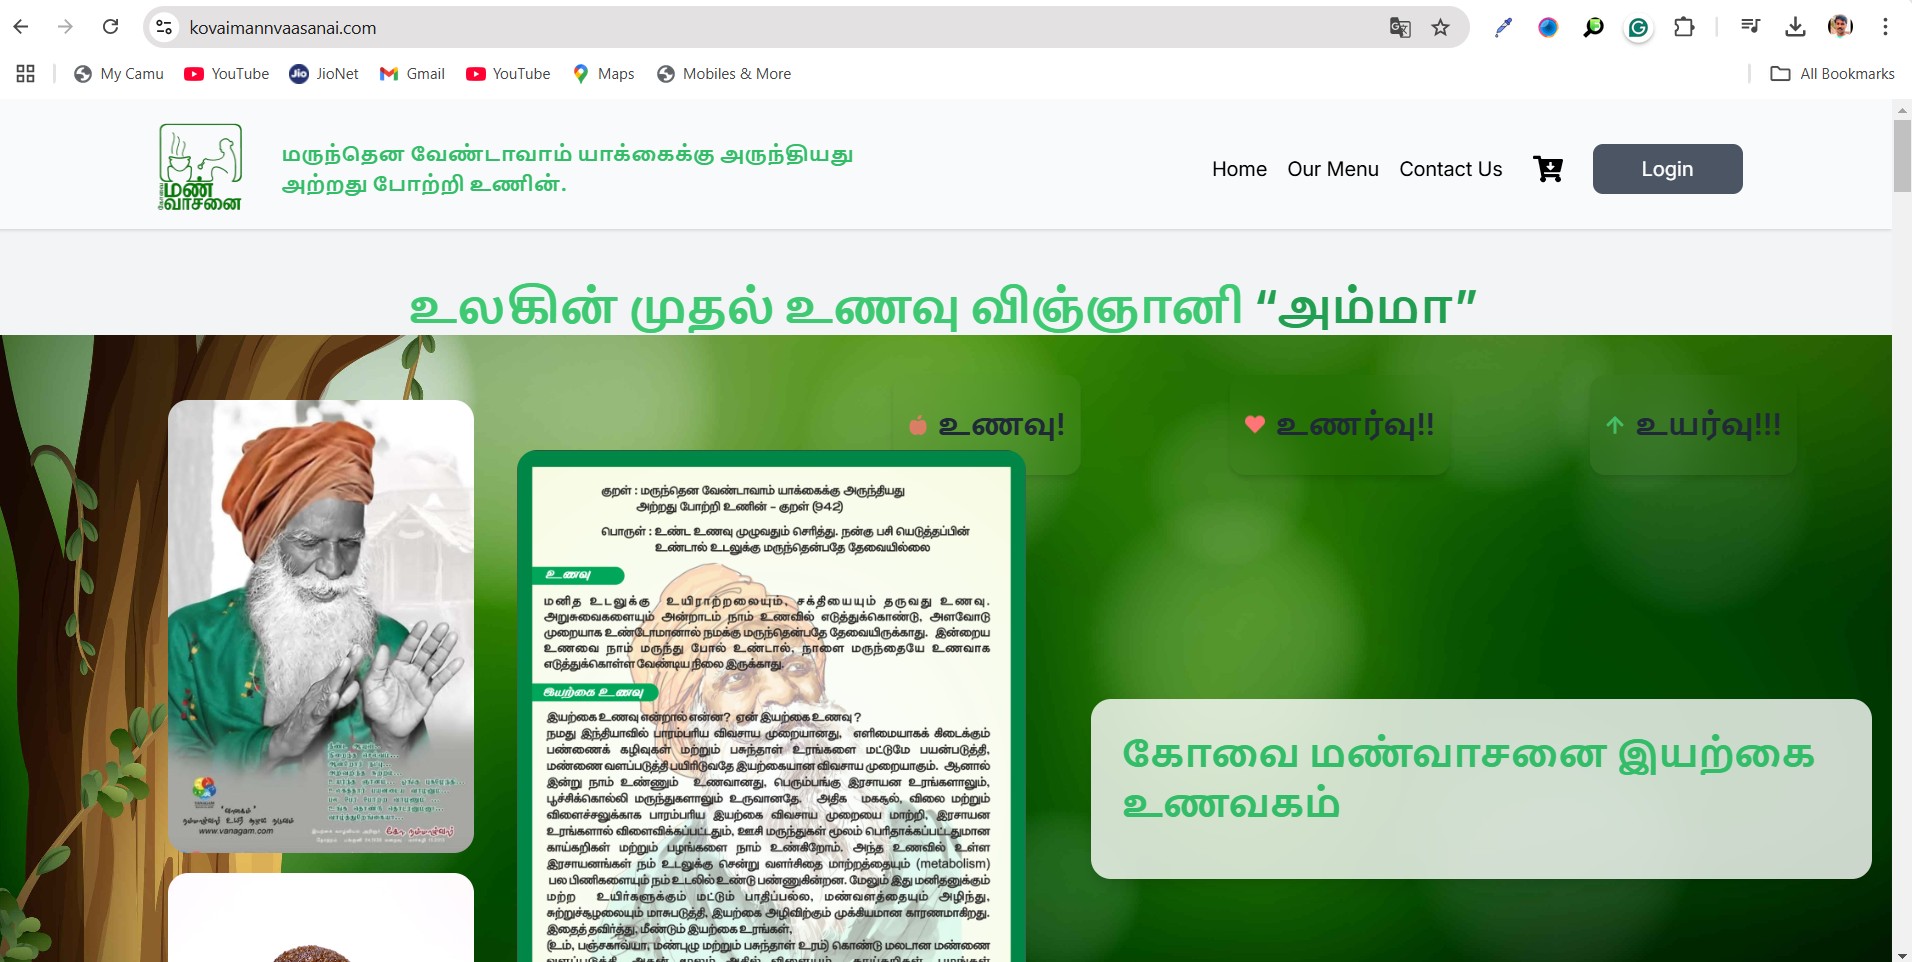 kovaimannvaasanai.com
My Camu
YouTube
JioNet
Gmail
YouTube
Maps
Mobiles & More
All Bookmarks
கோவை
மண்
வாசனை
மருந்தென வேண்டாவாம் யாக்கைக்கு அருந்தியது
அற்றது போற்றி உணின்.
Home
Our Menu
Contact Us
Login
உலகின் முதல் உணவு விஞ்ஞானி “அம்மா”
உணவு!
உணர்வு!!
உயர்வு!!!
www.vanagam.com
குறள் : மருந்தென வேண்டாவாம் யாக்கைக்கு அருந்தியது
அற்றது போற்றி உணின் - குறள் (942)
பொருள் : உண்ட உணவு முழுவதும் செரித்து. நன்கு பசி யெடுத்தப்பின்
உண்டால் உடலுக்கு மருந்தென்பதே தேவையில்லை
உணவு
மனித உடலுக்கு உயிராற்றலையும், சக்தியையும் தருவது உணவு.
அறுசுவைகளையும் அன்றாடம் நாம் உணவில் எடுத்துக்கொண்டு, அளவோடு
முறையாக உண்டோமானால் நமக்கு மருந்தென்பதே தேவையிருக்காது. இன்றைய
உணவை நாம் மருந்து போல் உண்டால், நாளை மருந்தையே உணவாக
எடுத்துக்கொள்ள வேண்டிய நிலை இருக்காது.
இயற்கை உணவு
இயற்கை உணவு என்றால் என்ன? ஏன் இயற்கை உணவு ?
நமது இந்தியாவில் பாரம்பரிய விவசாய முறையானது, எளிமையாகக் கிடைக்கும்
பண்ணைக் கழிவுகள் மற்றும் பசுந்தாள் உரங்களை மட்டுமே பயன்படுத்தி,
மண்ணை வளப்படுத்தி பயிரிடுவதே இயற்கையான விவசாய முறையாகும். ஆனால்
இன்று நாம் உண்ணும் உணவானது, பெரும்பங்கு இரசாயன உரங்களாலும்,
பூச்சிக்கொல்லி மருந்துகளாலும் உருவானதே. அதிக மகசூல், விலை மற்றும்
விளைச்சலுக்காக பாரம்பரிய இயற்கை விவசாய முறையை மாற்றி, இரசாயன
உரங்களால் விளைவிக்கப்பட்டதும், ஊசி மருந்துகள் மூலம் பெரிதாக்கப்பட்டதுமான
காய்கறிகள் மற்றும் பழங்களை நாம் உண்கிறோம். அந்த உணவில் உள்ள
இரசாயனங்கள் நம் உடலுக்கு சென்று வளர்சிதை மாற்றத்தையும் (metabolism)
பல பிணிகளையும் நம் உடலில் உண்டு பண்ணுகின்றன. மேலும் இது மனிதனுக்கும்
மற்ற உயிர்களுக்கும் மட்டும் பாதிப்பல்ல, மண்வளத்தையும் அழிந்து,
சுற்றுச்சூழலையும் மாசுபடுத்தி, இயற்கை அழிவிற்கும் முக்கியமான காரணமாகிறது.
இதைத் தவிர்த்து, மீண்டும் இயற்கை உரங்கள்,
(உம், பஞ்சகாவ்யா, மண்புழு மற்றும் பசுந்தாள் உரம்) கொண்டு மலடான மண்ணை
கோவை மண்வாசனை இயற்கை
உணவகம்